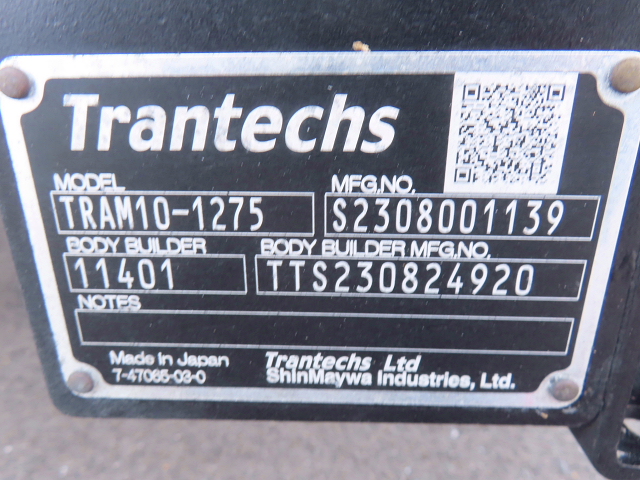 Trantechs
MODEL MFG.NO.
TRAM10-1275 S2308001139
BODY BUILDER BODY BUILDER MFG.NO.
11401 TTS230824920
NOTES
Made in Japan Trantechs Ltd
7-47065-03-0 ShinMaywa Industries, Ltd.